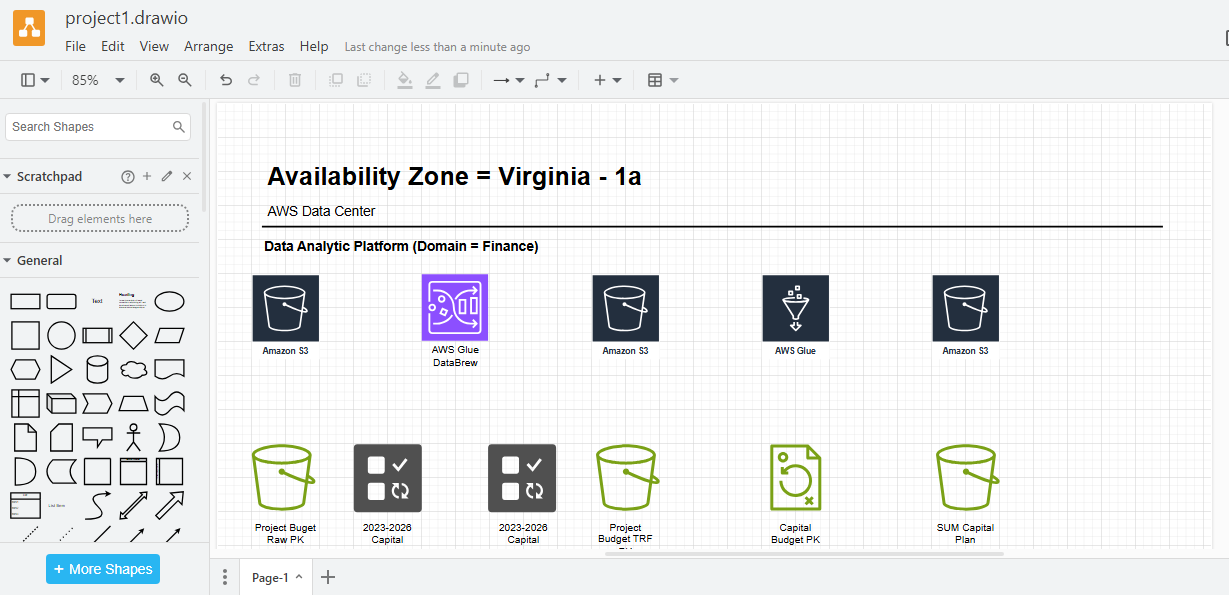 project1.drawio
File Edit View Arrange Extras Help Last change less than a minute ago
85%
Search Shapes
Scratchpad
Drag elements here
General
Text
Heading
List Item
+ More Shapes
Availability Zone = Virginia - 1a
AWS Data Center
Data Analytic Platform (Domain = Finance)
Amazon S3
AWS Glue
DataBrew
Amazon S3
AWS Glue
Amazon S3
Project Buget
Raw PK
2023-2026
Capital
2023-2026
Capital
Project
Budget TRF
Capital
Budget PK
SUM Capital
Plan
Page-1